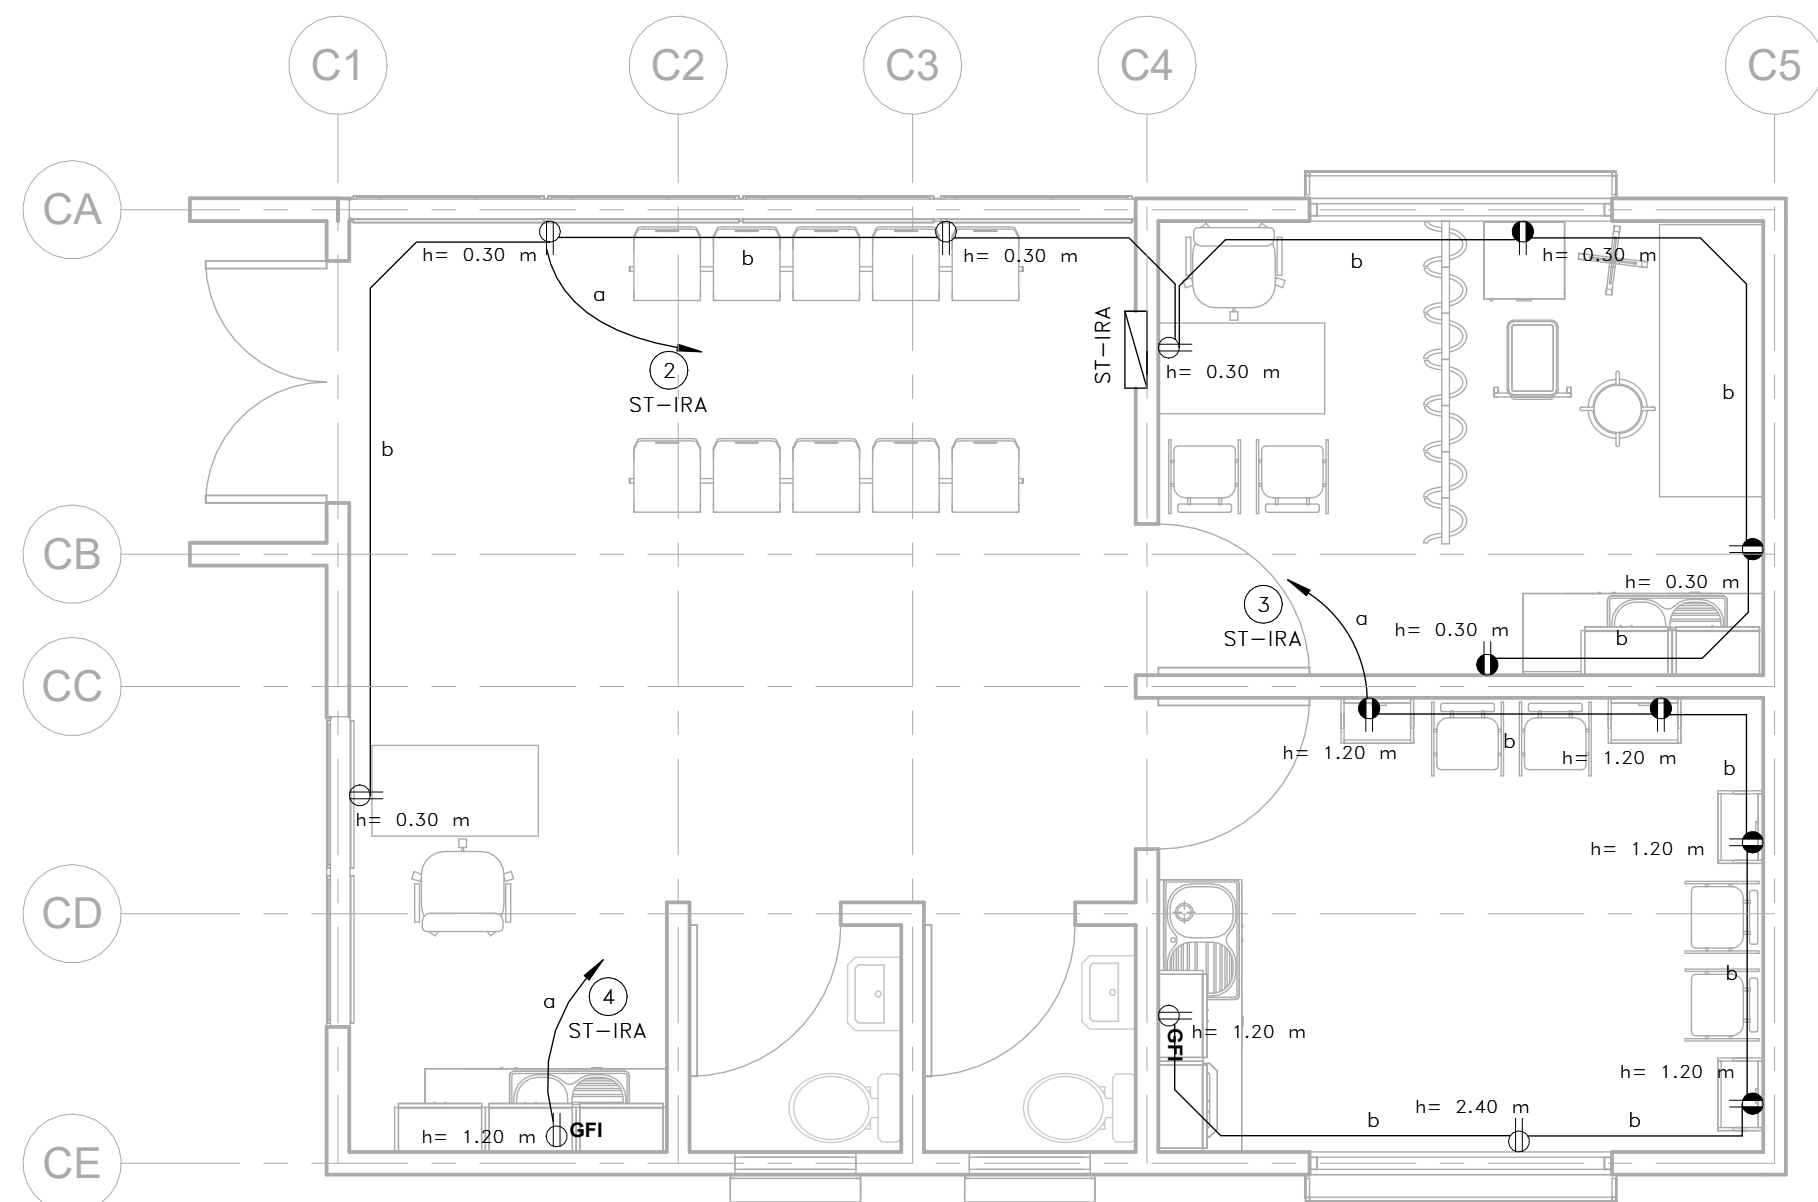 C1
C2
C3
C4
C5
CA
h= 0.30 m
b
h= 0.30 m
b
h= 0.30 m
a
ST-IRA
h= 0.30 m
2
ST-IRA
b
b
CB
h= 0.30 m
3
ST-IRA
a
h= 0.30 m
b
CC
h= 1.20 m
b
h= 1.20 m
b
h= 0.30 m
h= 1.20 m
CD
b
a
4
ST-IRA
GFI
h= 1.20 m
h= 1.20 m
h= 2.40 m
b
b
h= 1.20 m
GFI
CE